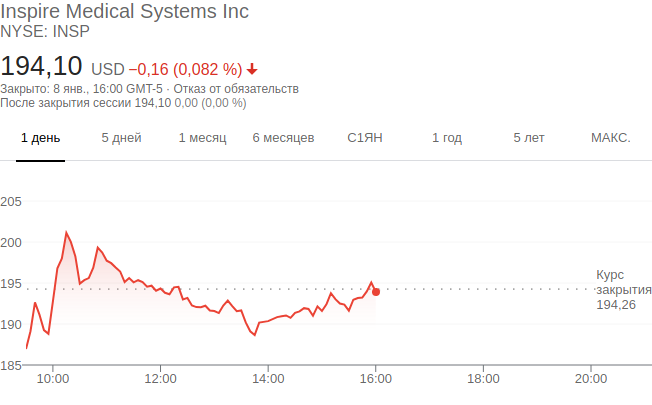 Inspire Medical Systems Inc
NYSE: INSP
194,10 USD −0,16 (0,082 %)
Закрыто: 8 янв., 16:00 GMT-5 · Отказ от обязательств
После закрытия сессии 194,10 0,00 (0,00 %)
1 день 5 дней 1 месяц 6 месяцев С1ЯН 1 год 5 лет МАКС.
205
200
195
190
185
Курс
закрытия
194,26
10:00 12:00 14:00 16:00 18:00 20:00